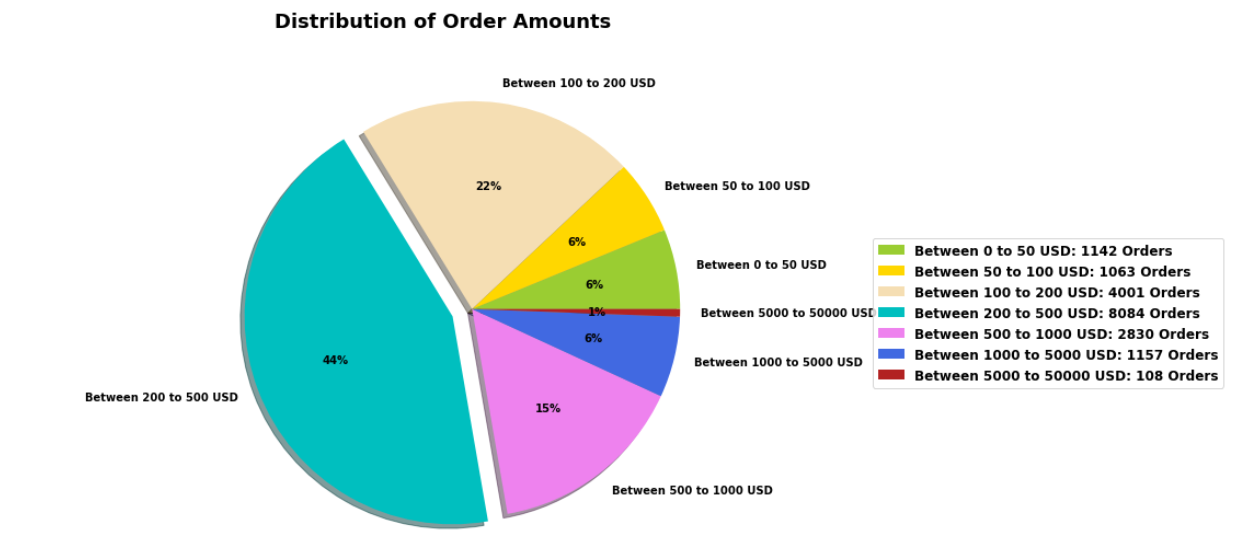 Distribution of Order Amounts
Between 100 to 200 USD
22%
Between 50 to 100 USD
6%
Between 0 to 50 USD
6%
Between 5000 to 50000 USD
1%
6%
Between 1000 to 5000 USD
44%
Between 200 to 500 USD
15%
Between 500 to 1000 USD
Between 0 to 50 USD: 1142 Orders
Between 50 to 100 USD: 1063 Orders
Between 100 to 200 USD: 4001 Orders
Between 200 to 500 USD: 8084 Orders
Between 500 to 1000 USD: 2830 Orders
Between 1000 to 5000 USD: 1157 Orders
Between 5000 to 50000 USD: 108 Orders